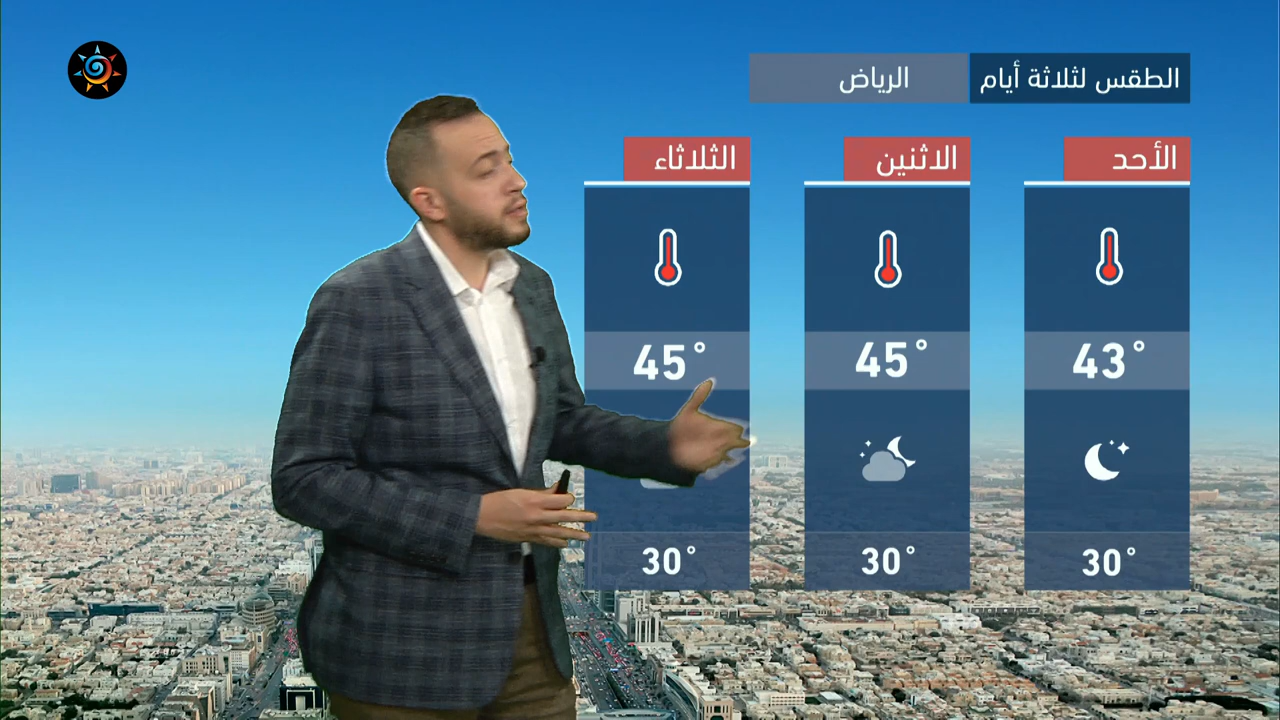 الطقس لثلاثة أيام
الرياض
الأحد
الاثنين
الثلاثاء
43°
45°
45°
30°
30°
30°